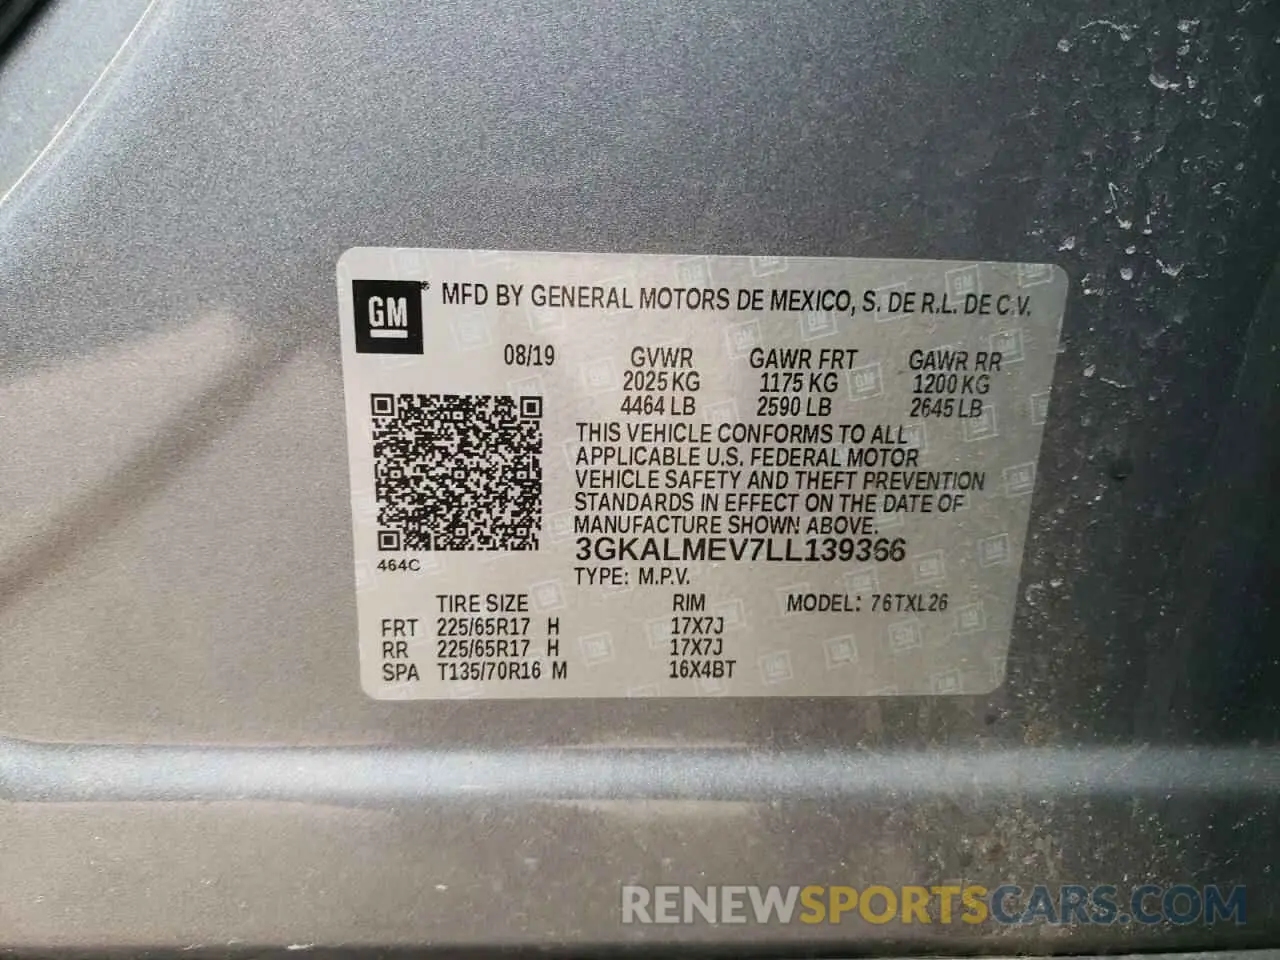 GM® MFD BY GENERAL MOTORS DE MEXICO, S. DE R.L. DE C.V.
08/19 GVWR GAWR FRT GAWR RR
2025 KG 1175 KG 1200 KG
4464 LB 2590 LB 2645 LB
THIS VEHICLE CONFORMS TO ALL
APPLICABLE U.S. FEDERAL MOTOR
VEHICLE SAFETY AND THEFT PREVENTION
STANDARDS IN EFFECT ON THE DATE OF
MANUFACTURE SHOWN ABOVE.
3GKALMEV7LL139366
464C
TYPE: M.P.V.
TIRE SIZE RIM MODEL: 76TXL26
FRT 225/65R17 H 17X7J
RR 225/65R17 H 17X7J
SPA T135/70R16 M 16X4BT
RENEWSPORTSCARS.COM